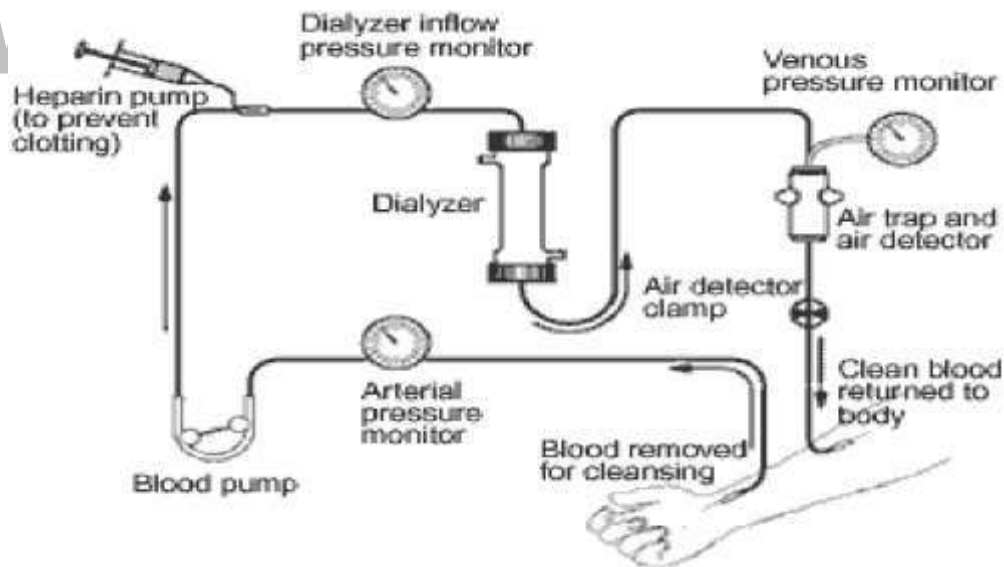 Dialyzer inflow
pressure monitor
Venous
pressure monitor
Heparin pump
(to prevent
clotting)
Dialyzer
Air trap and
air detector
Air detector
clamp
Arterial
pressure
monitor
Clean blood
returned to
body
Blood removed
for cleansing
Blood pump